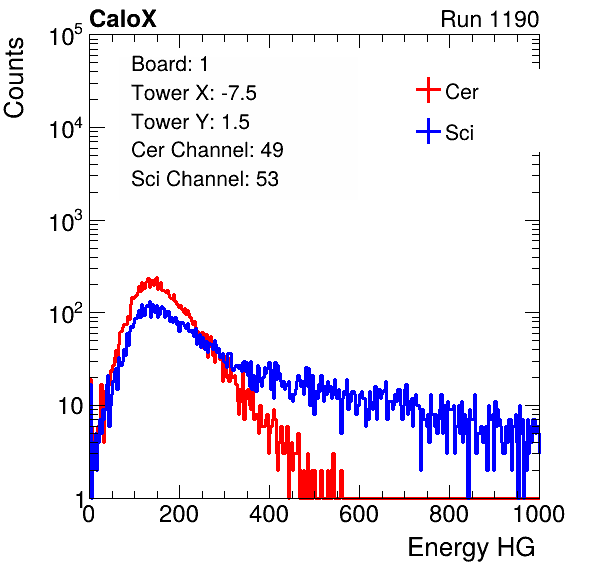 CaloX Run 1190
Counts
Board: 1
Tower X: -7.5
Tower Y: 1.5
Cer Channel: 49
Sci Channel: 53
Cer
Sci
10^5
10^4
10^3
10^2
10
1
0 200 400 600 800 1000
Energy HG